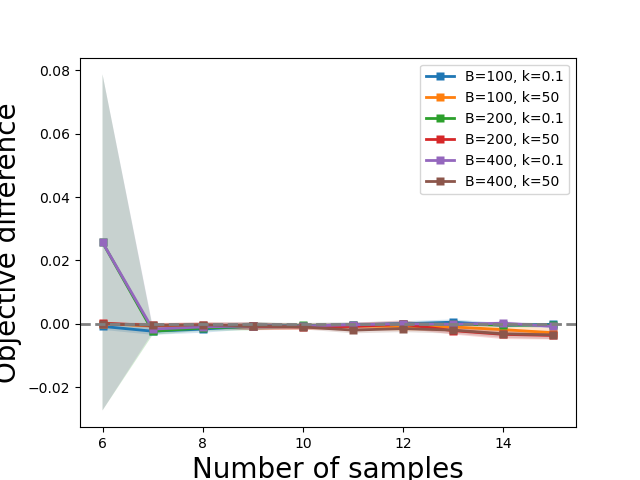 0.08
0.06
0.04
0.02
0.00
−0.02
6
8
10
12
14
Number of samples
Objective difference
B=100, k=0.1
B=100, k=50
B=200, k=0.1
B=200, k=50
B=400, k=0.1
B=400, k=50